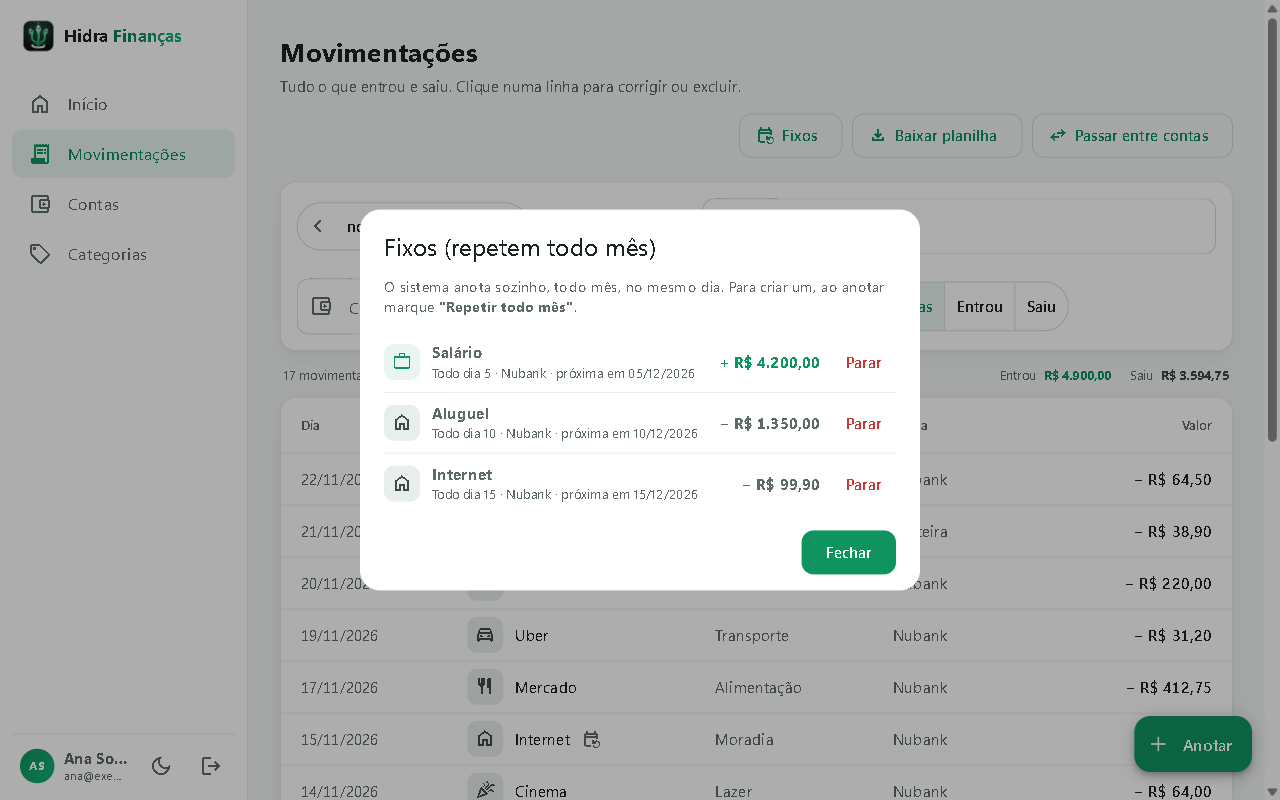 Hidra Finanças
Início
Movimentações
Contas
Categorias
Ana So...
ana@exe...
AS
Movimentações
Tudo o que entrou e saiu. Clique numa linha para corrigir ou excluir.
Fixos
Baixar planilha
Passar entre contas
Entrou
Saiu
17 movimenta
Entrou R$ 4.900,00 Saiu R$ 3.594,75
Fixos (repetem todo mês)
O sistema anota sozinho, todo mês, no mesmo dia. Para criar um, ao anotar
marque "Repetir todo mês".
Salário
Todo dia 5 · Nubank · próxima em 05/12/2026
+ R$ 4.200,00
Parar
Aluguel
Todo dia 10 · Nubank · próxima em 10/12/2026
− R$ 1.350,00
Parar
Internet
Todo dia 15 · Nubank · próxima em 15/12/2026
− R$ 99,90
Parar
Fechar
Dia
Valor
22/11/20
− R$ 64,50
21/11/20
− R$ 38,90
20/11/20
− R$ 220,00
19/11/2026 Uber Transporte Nubank − R$ 31,20
17/11/2026 Mercado Alimentação Nubank − R$ 412,75
15/11/2026 Internet Moradia Nubank
14/11/2026 Cinema Lazer Nubank − R$ 64,00
Anotar